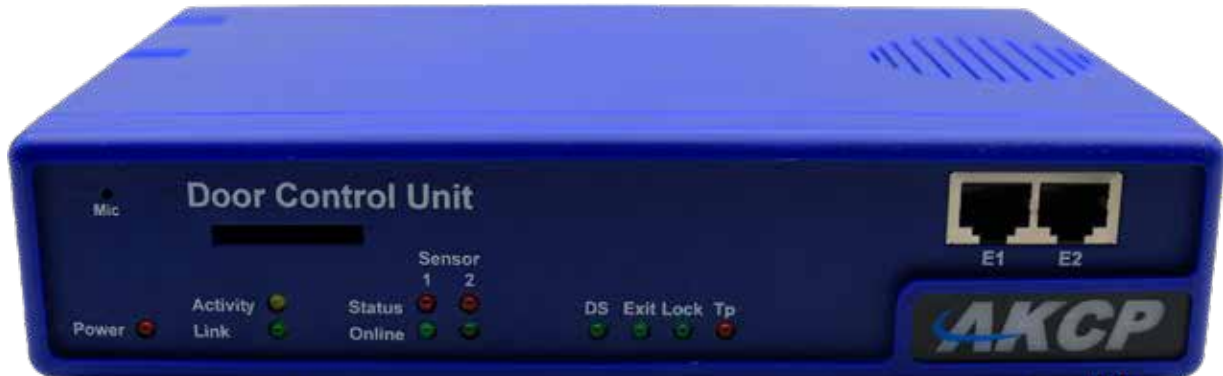 Mic
Door Control Unit
Sensor
1 2
Activity
Status
Link
Online
Power
DS Exit Lock Tp
E1 E2
AKCP